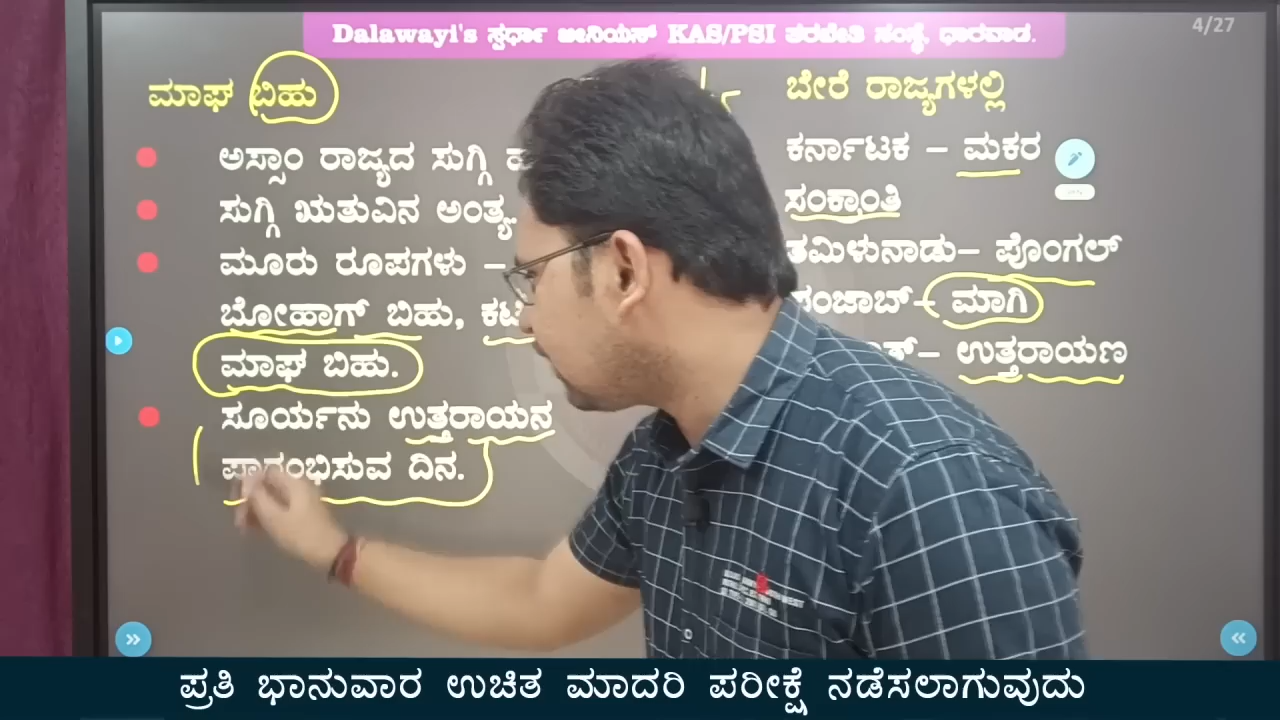 Dalawayi's ಸ್ಪರ್ಧಾ ಜೀನಿಯಸ್ KAS/PSI ತರಬೇತಿ ಸಂಸ್ಥೆ, ಧಾರವಾಡ.
4/27
ಮಾಘ ಬಿಹು
ಅಸ್ಸಾಂ ರಾಜ್ಯದ ಸುಗ್ಗಿ
ಸುಗ್ಗಿ ಋತುವಿನ ಅಂತ್ಯ.
ಮೂರು ರೂಪಗಳು –
ಬೋಹಾಗ್ ಬಿಹು,
ಮಾಘ ಬಿಹು.
ಸೂರ್ಯನು ಉತ್ತರಾಯನ
ಪ್ರಾರಂಭಿಸುವ ದಿನ.
ಬೇರೆ ರಾಜ್ಯಗಳಲ್ಲಿ
ಕರ್ನಾಟಕ – ಮಕರ
ಸಂಕ್ರಾಂತಿ
ತಮಿಳುನಾಡು– ಪೊಂಗಲ್
ಪಂಜಾಬ್– ಮಾಗಿ
– ಉತ್ತರಾಯಣ
ಪ್ರತಿ ಭಾನುವಾರ ಉಚಿತ ಮಾದರಿ ಪರೀಕ್ಷೆ ನಡೆಸಲಾಗುವುದು